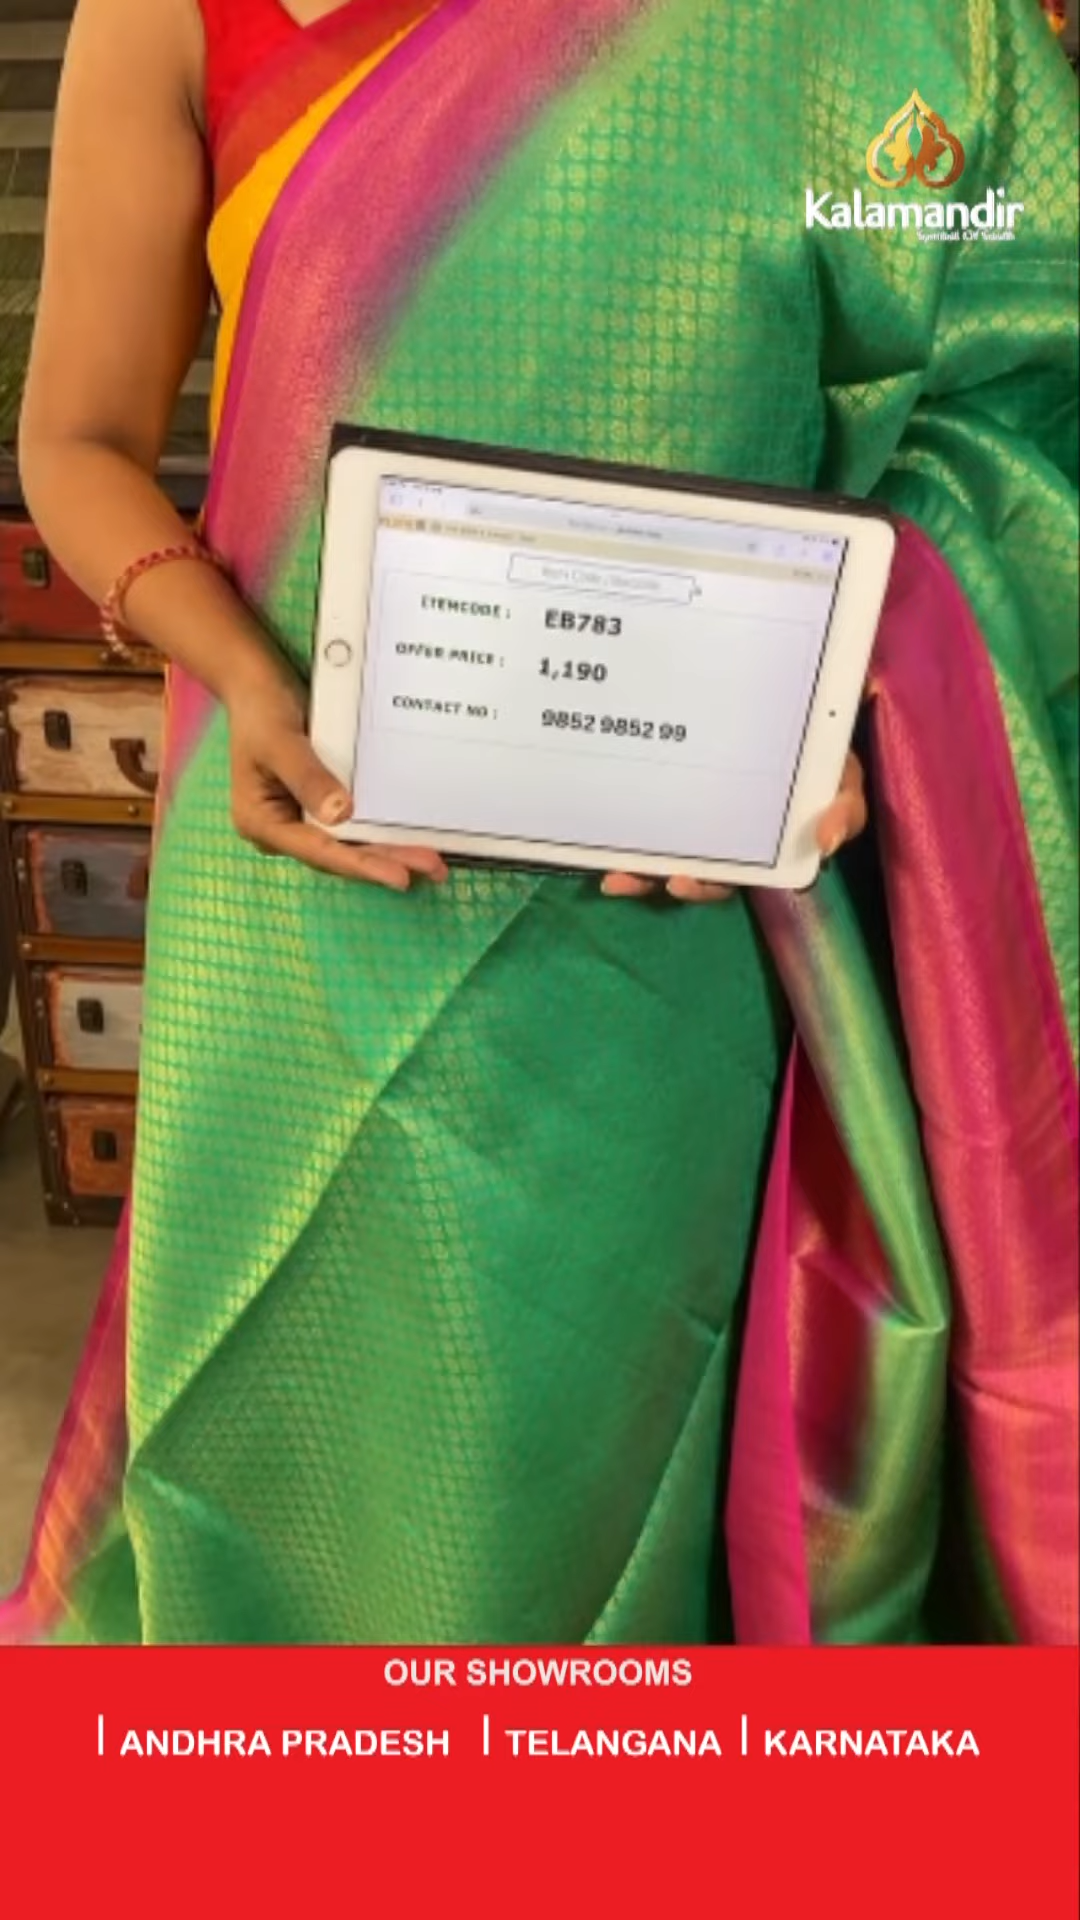 Kalamandir
ITEMCODE : EB783
OFFER PRICE : 1,190
CONTACT NO : 9852 9852 99
OUR SHOWROOMS
| ANDHRA PRADESH | TELANGANA | KARNATAKA